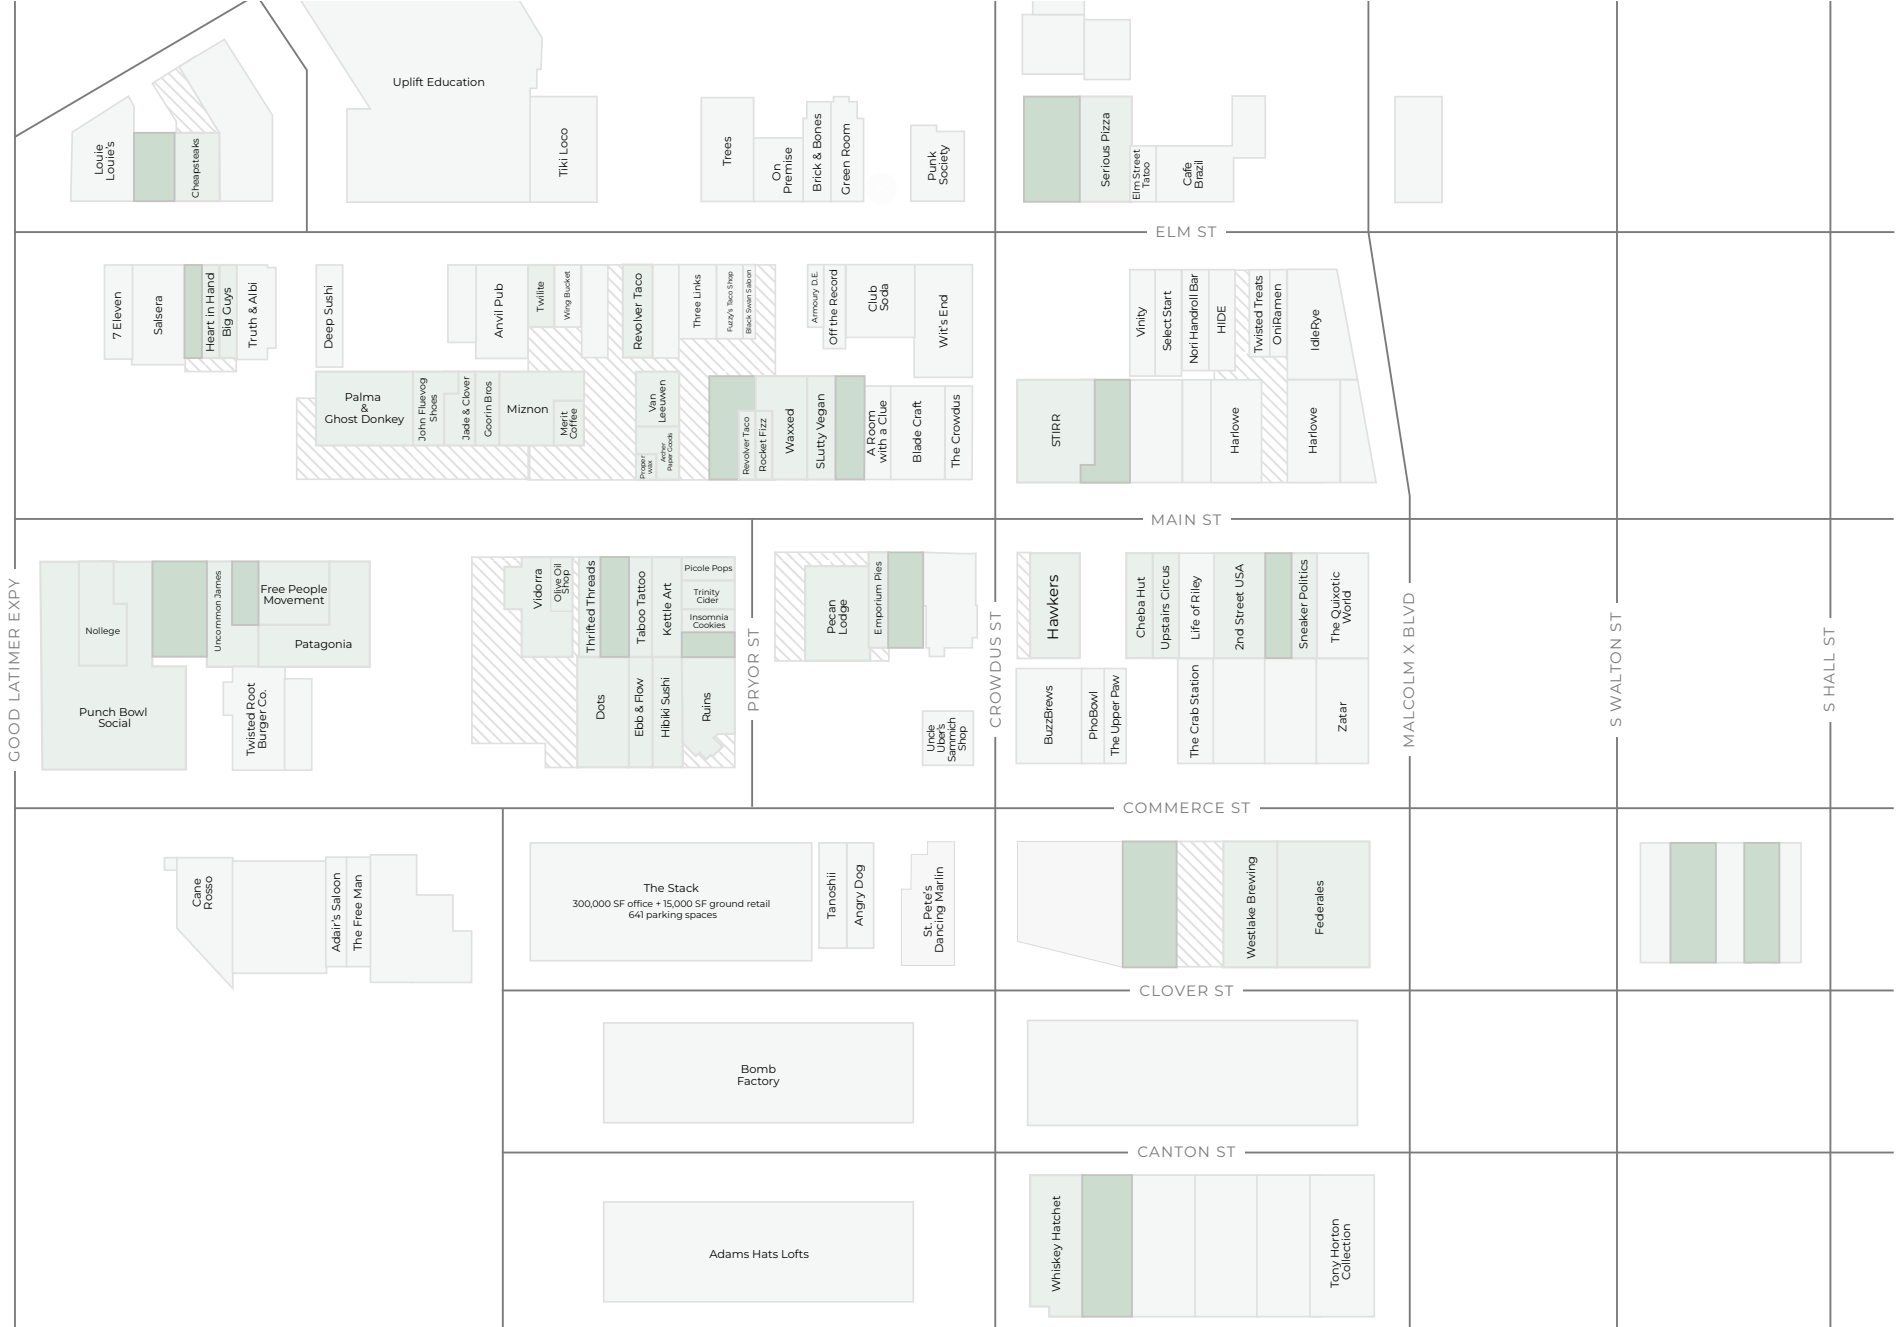 Uplift Education
Louie
Louie's
Cheapsteaks
Tiki Loco
Trees
On
Premise
Brick & Bones
Green Room
Punk
Society
Serious Pizza
Elm Street
Tatoo
Cafe
Brazil
ELM ST
7 Eleven
Salsera
Heart in Hand
Big Guys
Truth & Albi
Deep Sushi
Anvil Pub
Twilite
Wing Bucket
Revolver Taco
Three Links
Fuzzy's Taco Shop
Black Swan Saloon
Armoury D.E.
Off the Record
Club
Soda
Wit's End
Vinity
Select Start
Nori Handroll Bar
HIDE
Twisted Treats
OniRamen
IdleRye
Palma
&
Ghost Donkey
John Fluevog
Shoes
Jade & Clover
Goorin Bros
Miznon
Merit
Coffee
Van
Leeuwen
Proper
wax
Archer
Paper Goods
Revolver Taco
Rocket Fizz
Waxxed
SLutty Vegan
A Room
with a Clue
Blade Craft
The Crowdus
STIRR
Harlowe
Harlowe
MAIN ST
GOOD LATIMER EXPY
Nollege
Punch Bowl
Social
Uncommon James
Free People
Movement
Patagonia
Twisted Root
Burger Co.
Vidorra
Olive Oil
Shop
Thrifted Threads
Taboo Tattoo
Kettle Art
Picole Pops
Trinity
Cider
Insomnia
Cookies
Dots
Ebb & Flow
Hibiki Sushi
Ruins
PRYOR ST
Pecan
Lodge
Emporium Pies
Uncle
Uber's
Sammich
Shop
CROWDUS ST
Hawkers
Cheba Hut
Upstairs Circus
Life of Riley
2nd Street USA
Sneaker Politics
The Quixotic
World
BuzzBrews
PhoBowl
The Upper Paw
The Crab Station
Zatar
MALCOLM X BLVD
S WALTON ST
S HALL ST
COMMERCE ST
Cane
Rosso
Adair's Saloon
The Free Man
The Stack
300,000 SF office + 15,000 SF ground retail
641 parking spaces
Tanoshii
Angry Dog
St. Pete's
Dancing Marlin
Westlake Brewing
Federales
CLOVER ST
Bomb
Factory
CANTON ST
Adams Hats Lofts
Whiskey Hatchet
Tony Horton
Collection